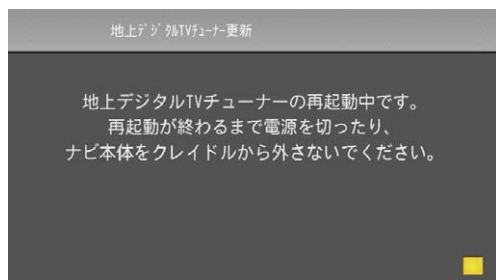 地上ﾃﾞｼﾞﾀﾙTVﾁｭｰﾅｰ更新
地上デジタルTVチューナーの再起動中です。
再起動が終わるまで電源を切ったり、
ナビ本体をクレイドルから外さないでください。